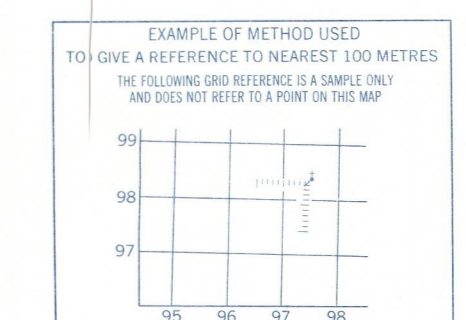 EXAMPLE OF METHOD USED
TO GIVE A REFERENCE TO NEAREST 100 METRES
THE FOLLOWING GRID REFERENCE IS A SAMPLE ONLY
AND DOES NOT REFER TO A POINT ON THIS MAP
99
98
97
95 96 97 98